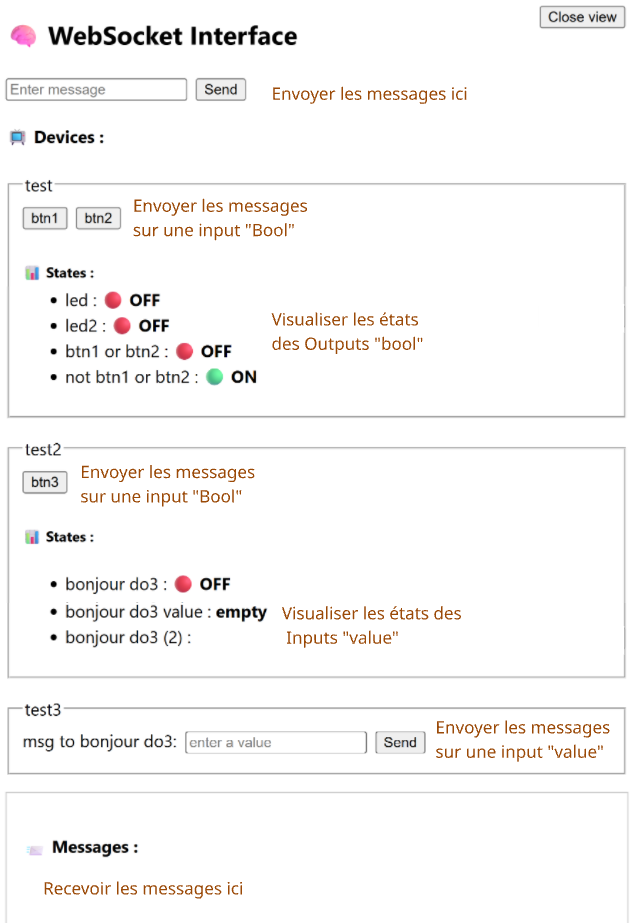 Close view
WebSocket Interface
Enter message Send Envoyer les messages ici
Devices :
test
btn1 btn2 Envoyer les messages
sur une input "Bool"
States :
led : OFF
led2 : OFF
btn1 or btn2 : OFF
not btn1 or btn2 : ON
Visualiser les états
des Outputs "bool"
test2
btn3 Envoyer les messages
sur une input "Bool"
States :
bonjour do3 : OFF
bonjour do3 value : empty
bonjour do3 (2) :
Visualiser les états des
Inputs "value"
test3
msg to bonjour do3: enter a value Send
Envoyer les messages
sur une input "value"
Messages :
Recevoir les messages ici